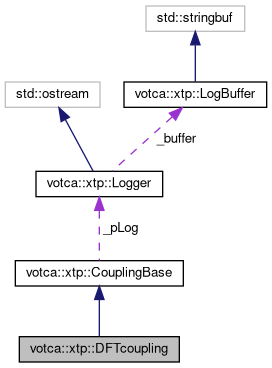 std::stringbuf
std::ostream
votca::xtp::LogBuffer
_buffer
votca::xtp::Logger
_pLog
votca::xtp::CouplingBase
votca::xtp::DFTcoupling